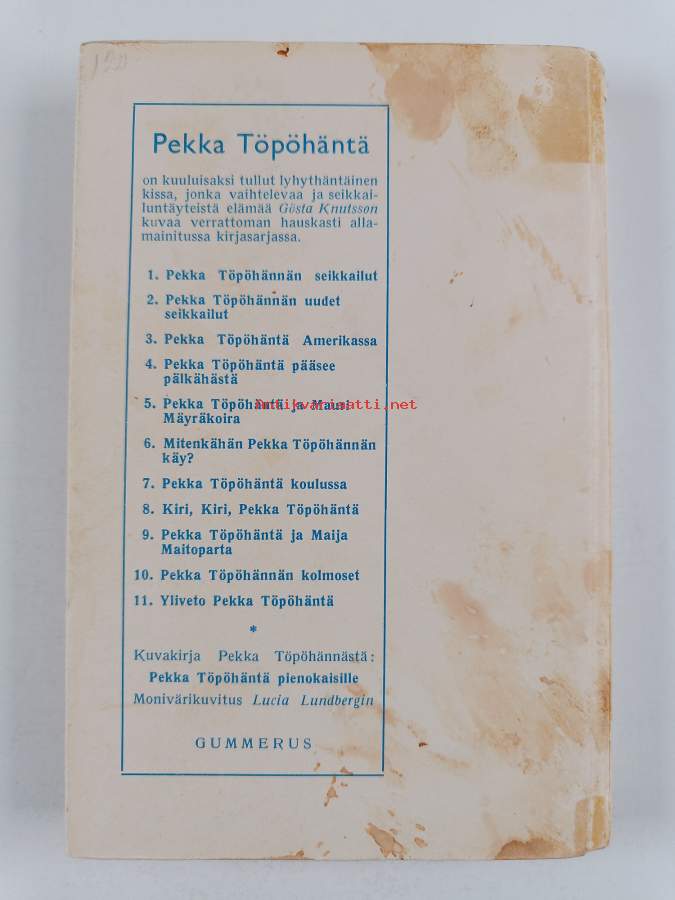 120
Pekka Töpöhäntä
on kuuluisaksi tullut lyhythäntäinen
kissa, jonka vaihtelevaa ja seikkai-
luntäyteistä elämää Gösta Knutsson
kuvaa verrattoman hauskasti alla-
mainitussa kirjasarjassa.
1. Pekka Töpöhännän seikkailut
2. Pekka Töpöhännän uudet
seikkailut
3. Pekka Töpöhäntä Amerikassa
4. Pekka Töpöhäntä pääsee
pälkähästä
5. Pekka Töpöhäntä ja Mauri
Mäyräkoira
Antikvariaatti.net
6. Mitenkähän Pekka Töpöhännän
käy?
7. Pekka Töpöhäntä koulussa
8. Kiri, Kiri, Pekka Töpöhäntä
9. Pekka Töpöhäntä ja Maija
Maitoparta
10. Pekka Töpöhännän kolmoset
11. Yliveto Pekka Töpöhäntä
*
Kuvakirja Pekka Töpöhännästä:
Pekka Töpöhäntä pienokaisille
Monivärikuvitus Lucia Lundbergin
GUMMERUS